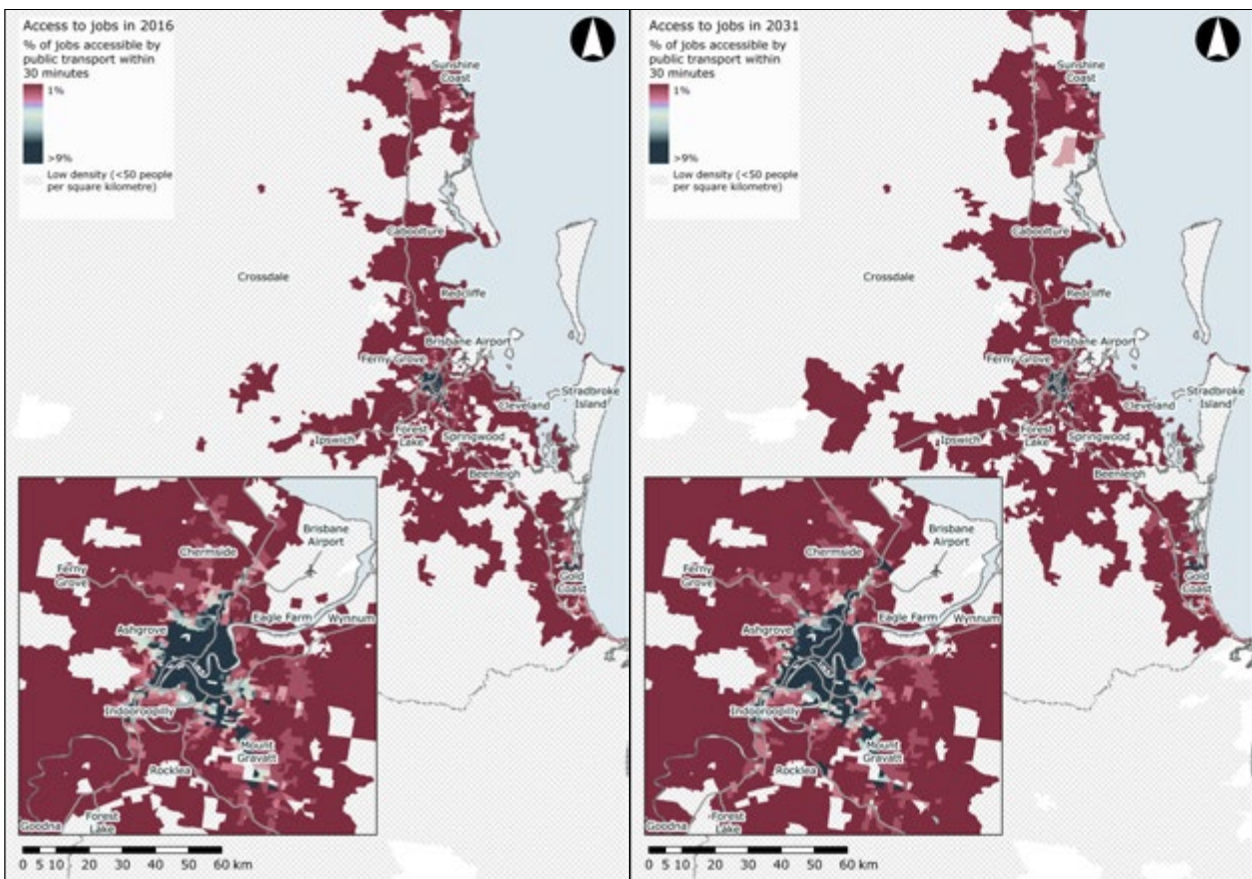 Access to jobs in 2016
% of jobs accessible by
public transport within
30 minutes
1%
>9%
Low density (<50 people
per square kilometre)
Sunshine
Coast
Caboolture
Crossdale
Redcliffe
Brisbane Airport
Ferny Grove
Stradbroke
Island
Cleveland
Ipswich
Forest
Lake
Springwood
Beenleigh
Gold
Coast
Brisbane
Airport
Chermside
Ferny
Grove
Eagle Farm
Wynnum
Ashgrove
Indooroopilly
Mount
Gravatt
Rocklea
Forest
Lake
Goodna
0 5 10 20 30 40 60 km
Access to jobs in 2031
% of jobs accessible by
public transport within
30 minutes
1%
>9%
Low density (<50 people
per square kilometre)
Sunshine
Coast
Caboolture
Crossdale
Redcliffe
Brisbane Airport
Ferny Grove
Stradbroke
Island
Cleveland
Ipswich
Forest
Lake
Springwood
Beenleigh
Gold
Coast
Brisbane
Airport
Chermside
Ferny
Grove
Eagle Farm
Wynnum
Ashgrove
Indooroopilly
Mount
Gravatt
Rocklea
Forest
Lake
Goodna
0 5 10 20 30 40 60 km